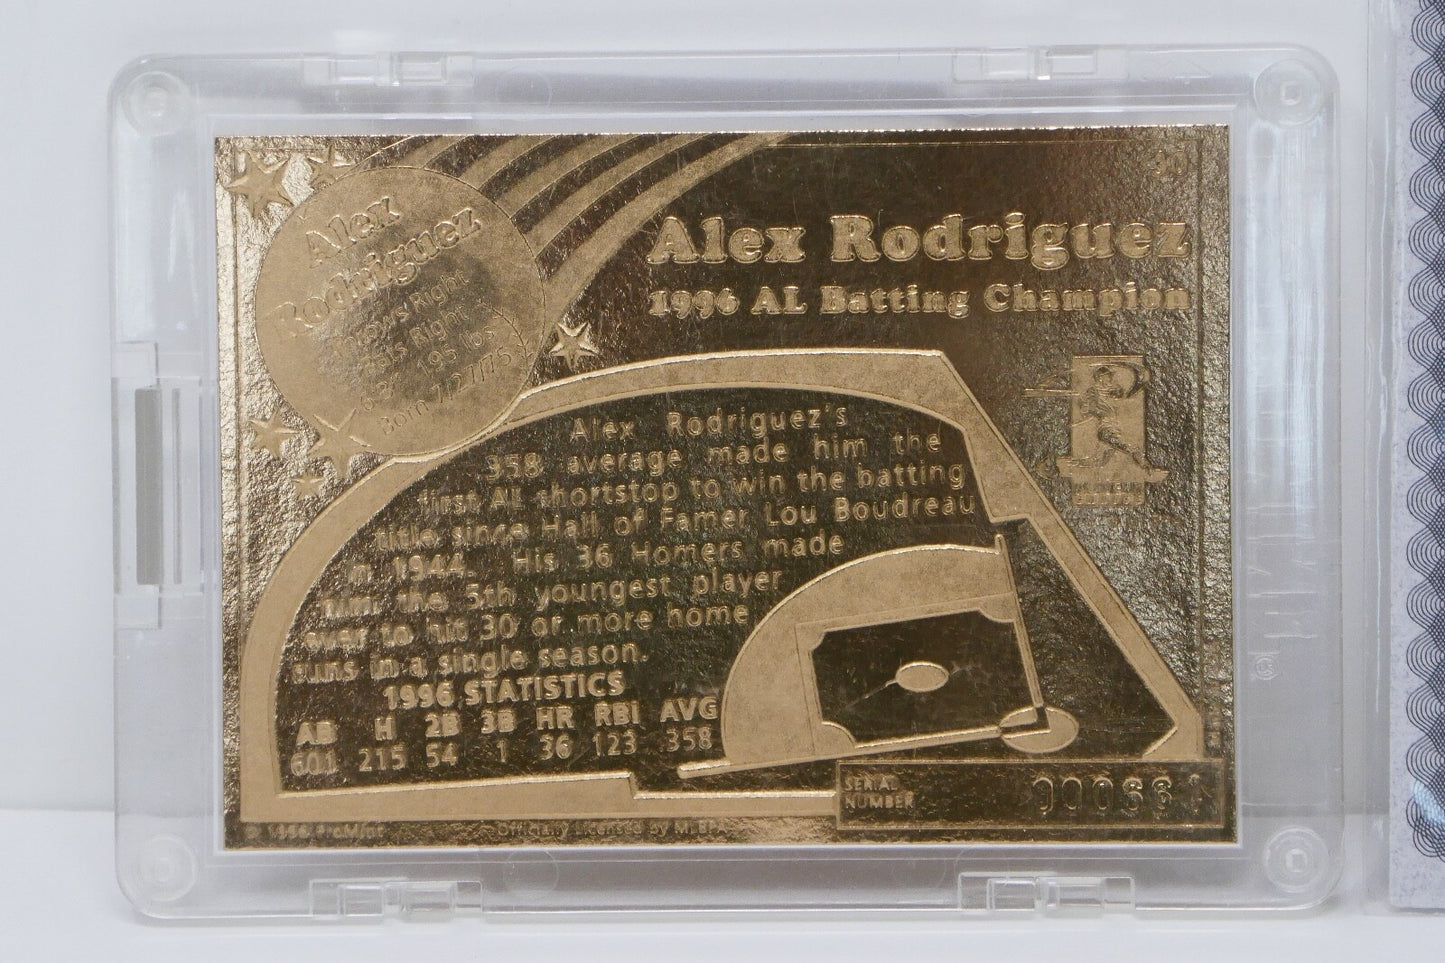 Alex
Rodriguez
Throws Right
Bats Right
195 lbs.
Born 7/27/75
Alex Rodriguez
1996 AL Batting Champion
Alex Rodriguez's
.358 average made him the
first AL shortstop to win the batting
title since Hall of Famer Lou Boudreau
in 1944. His 36 Homers made
him the 5th youngest player
ever to hit 30 or more home
runs in a single season.
1996 STATISTICS
AB H 2B 3B HR RBI AVG
601 215 54 1 36 123 .358
SERIAL
NUMBER
© 1996 ProMint
Officially Licensed by MLBPA